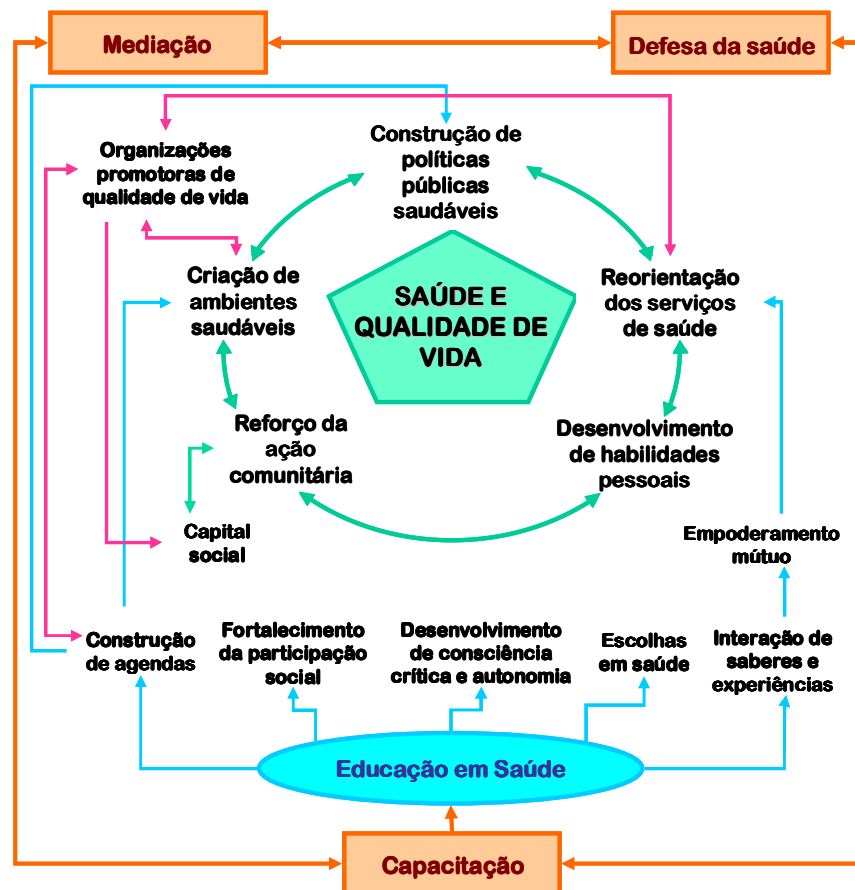 Mediação
Defesa da saúde
Organizações
promotoras de
qualidade de vida
Construção de
políticas
públicas
saudáveis
Criação de
ambientes
saudáveis
SAÚDE E
QUALIDADE DE
VIDA
Reorientação
dos serviços
de saúde
Reforço da
ação
comunitária
Desenvolvimento
de habilidades
pessoais
Capital
social
Empoderamento
mútuo
Construção
de agendas
Fortalecimento
da participação
social
Desenvolvimento
de consciência
crítica e autonomia
Escolhas
em saúde
Interação de
saberes e
experiências
Educação em Saúde
Capacitação